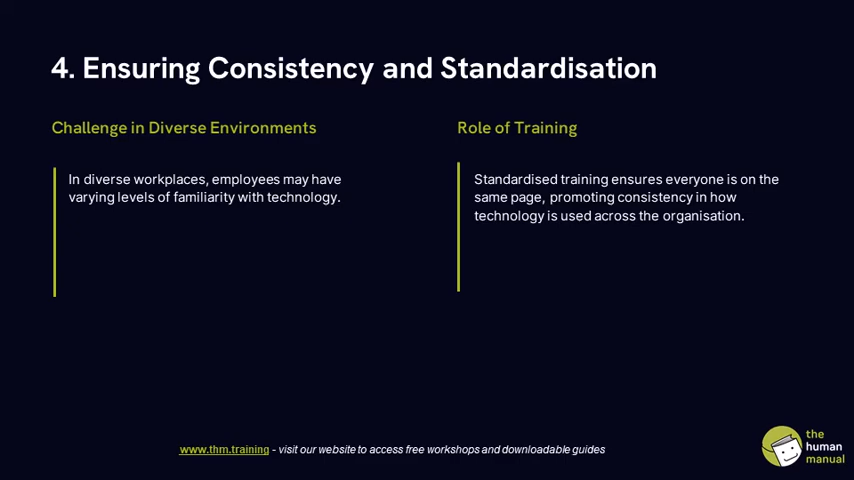 4. Ensuring Consistency and Standardisation
Challenge in Diverse Environments
In diverse workplaces, employees may have
varying levels of familiarity with technology.
Role of Training
Standardised training ensures everyone is on the
same page, promoting consistency in how
technology is used across the organisation.
www.thm.training - visit our website to access free workshops and downloadable guides
the
human
manual